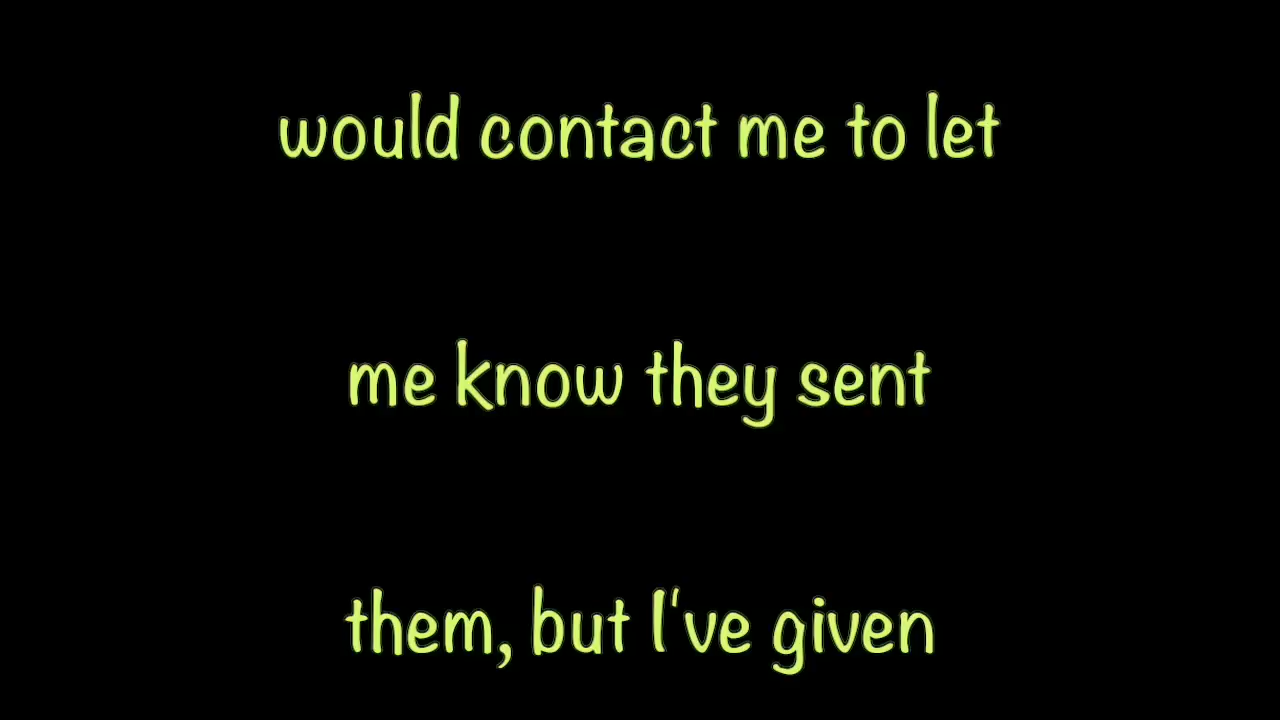 would contact me to let
me know they sent
them, but I've given